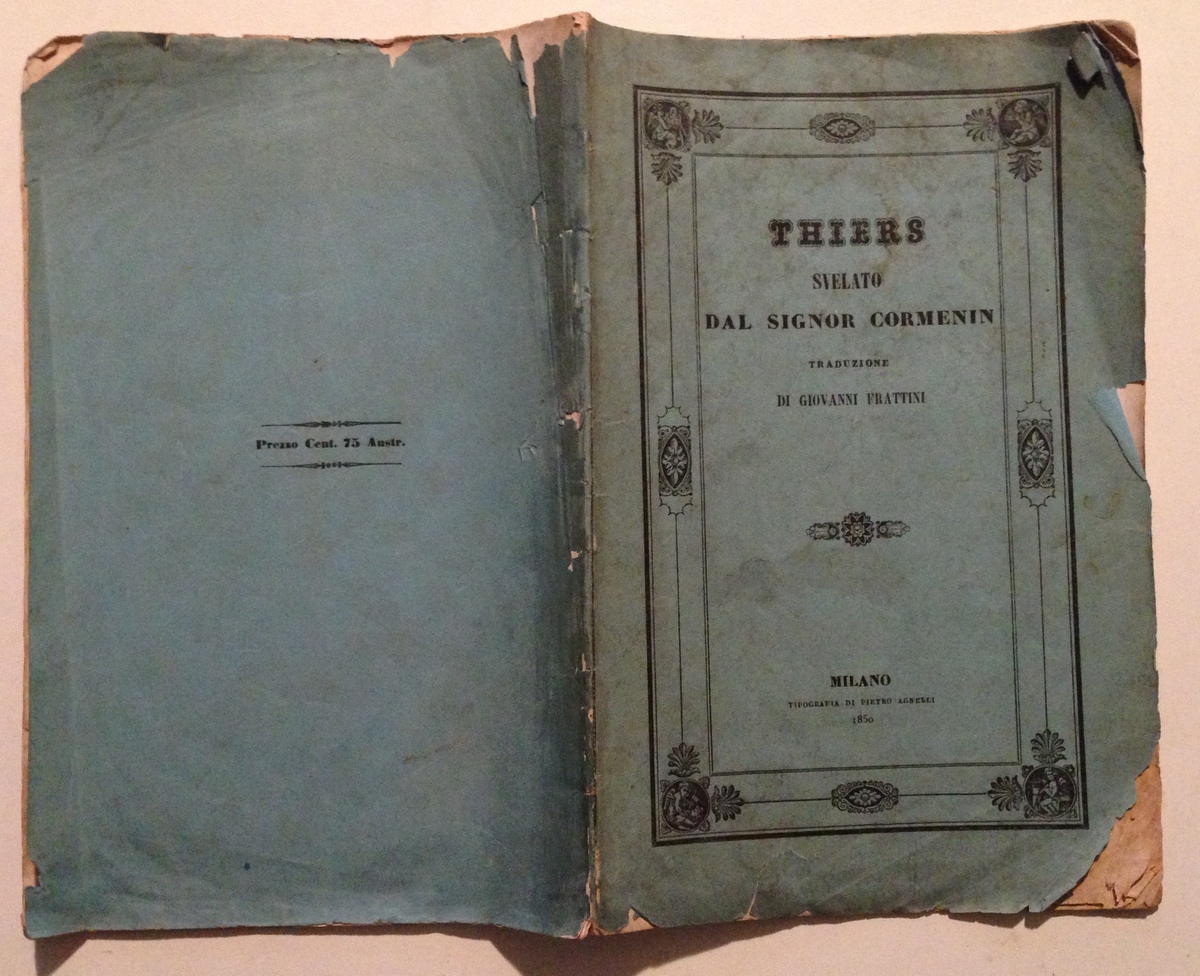 Prezzo Cent. 75 Austr.
THIERS
SVELATO
DAL SIGNOR CORMENIN
TRADUZIONE
DI GIOVANNI FRATTINI
MILANO
TIPOGRAFIA DI PIETRO AGNELLI
1850